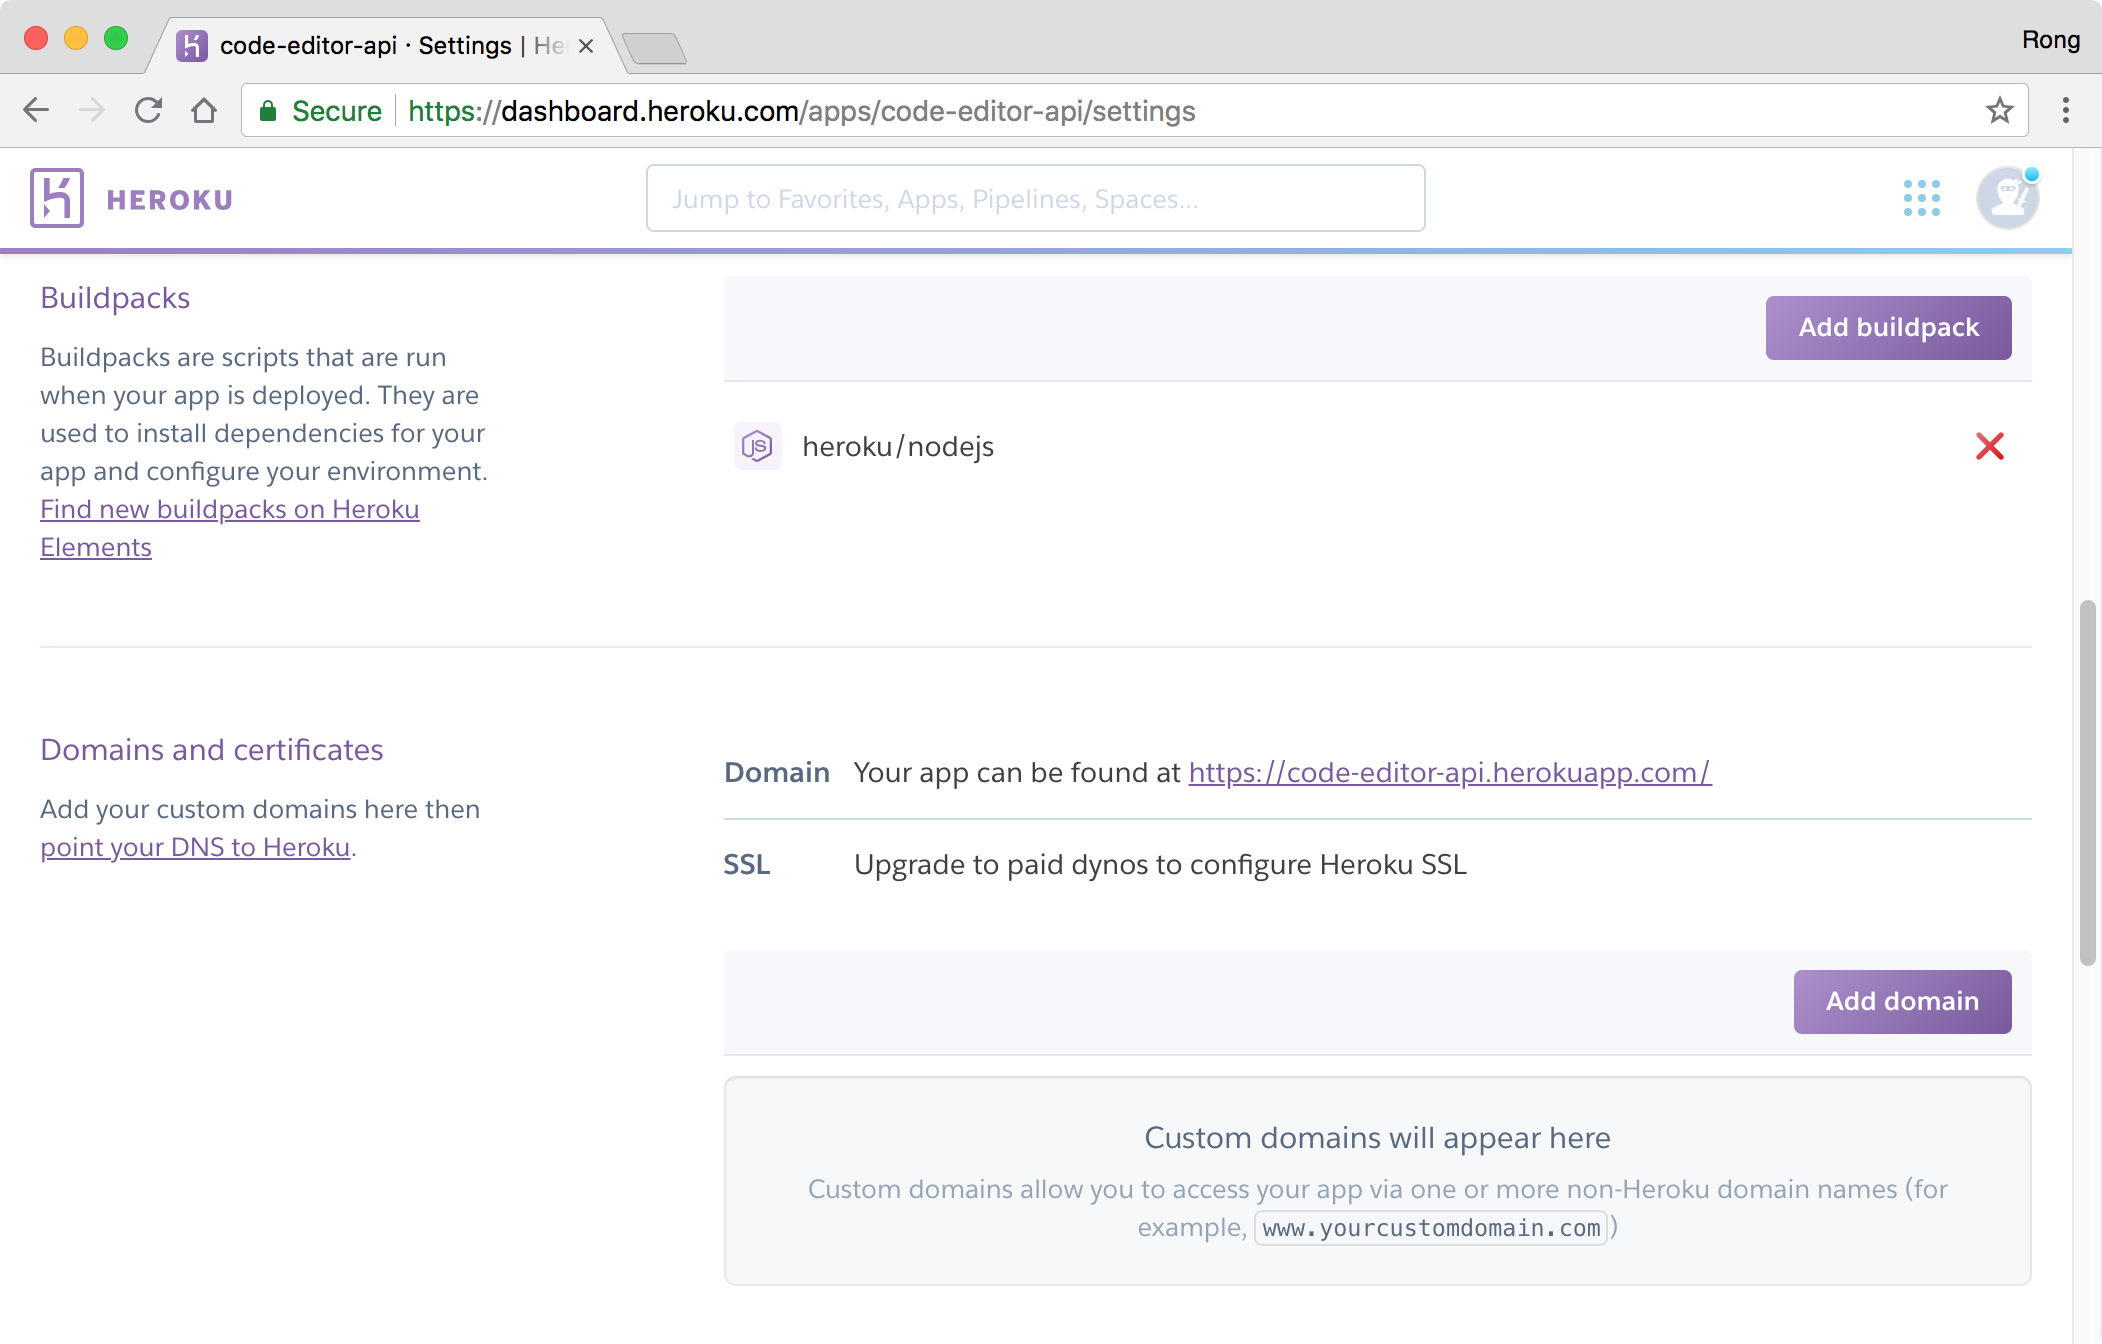 code-editor-api · Settings | He
Rong
Secure
https://dashboard.heroku.com/apps/code-editor-api/settings
HEROKU
Jump to Favorites, Apps, Pipelines, Spaces...
Buildpacks
Buildpacks are scripts that are run
when your app is deployed. They are
used to install dependencies for your
app and configure your environment.
Find new buildpacks on Heroku
Elements
Add buildpack
JS
heroku/nodejs
Domains and certificates
Add your custom domains here then
point your DNS to Heroku.
Domain Your app can be found at https://code-editor-api.herokuapp.com/
SSL Upgrade to paid dynos to configure Heroku SSL
Add domain
Custom domains will appear here
Custom domains allow you to access your app via one or more non-Heroku domain names (for
example, www.yourcustomdomain.com)